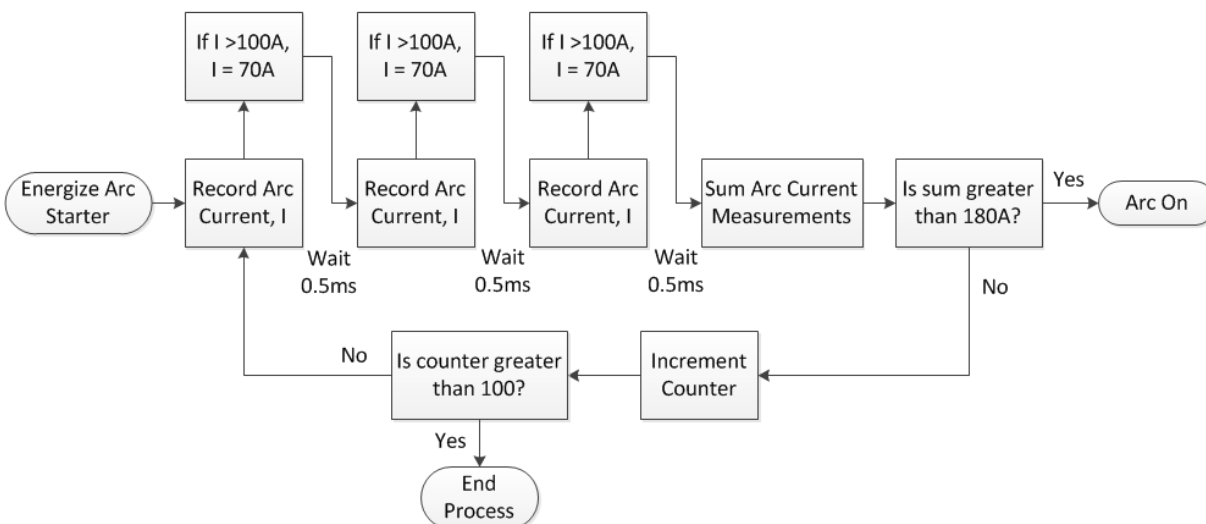 If I >100A,
I = 70A
If I >100A,
I = 70A
If I >100A,
I = 70A
Energize Arc
Starter
Record Arc
Current, I
Record Arc
Current, I
Record Arc
Current, I
Sum Arc Current
Measurements
Is sum greater
than 180A?
Yes
Arc On
Wait
0.5ms
Wait
0.5ms
Wait
0.5ms
No
Increment
Counter
Is counter greater
than 100?
No
Yes
End
Process